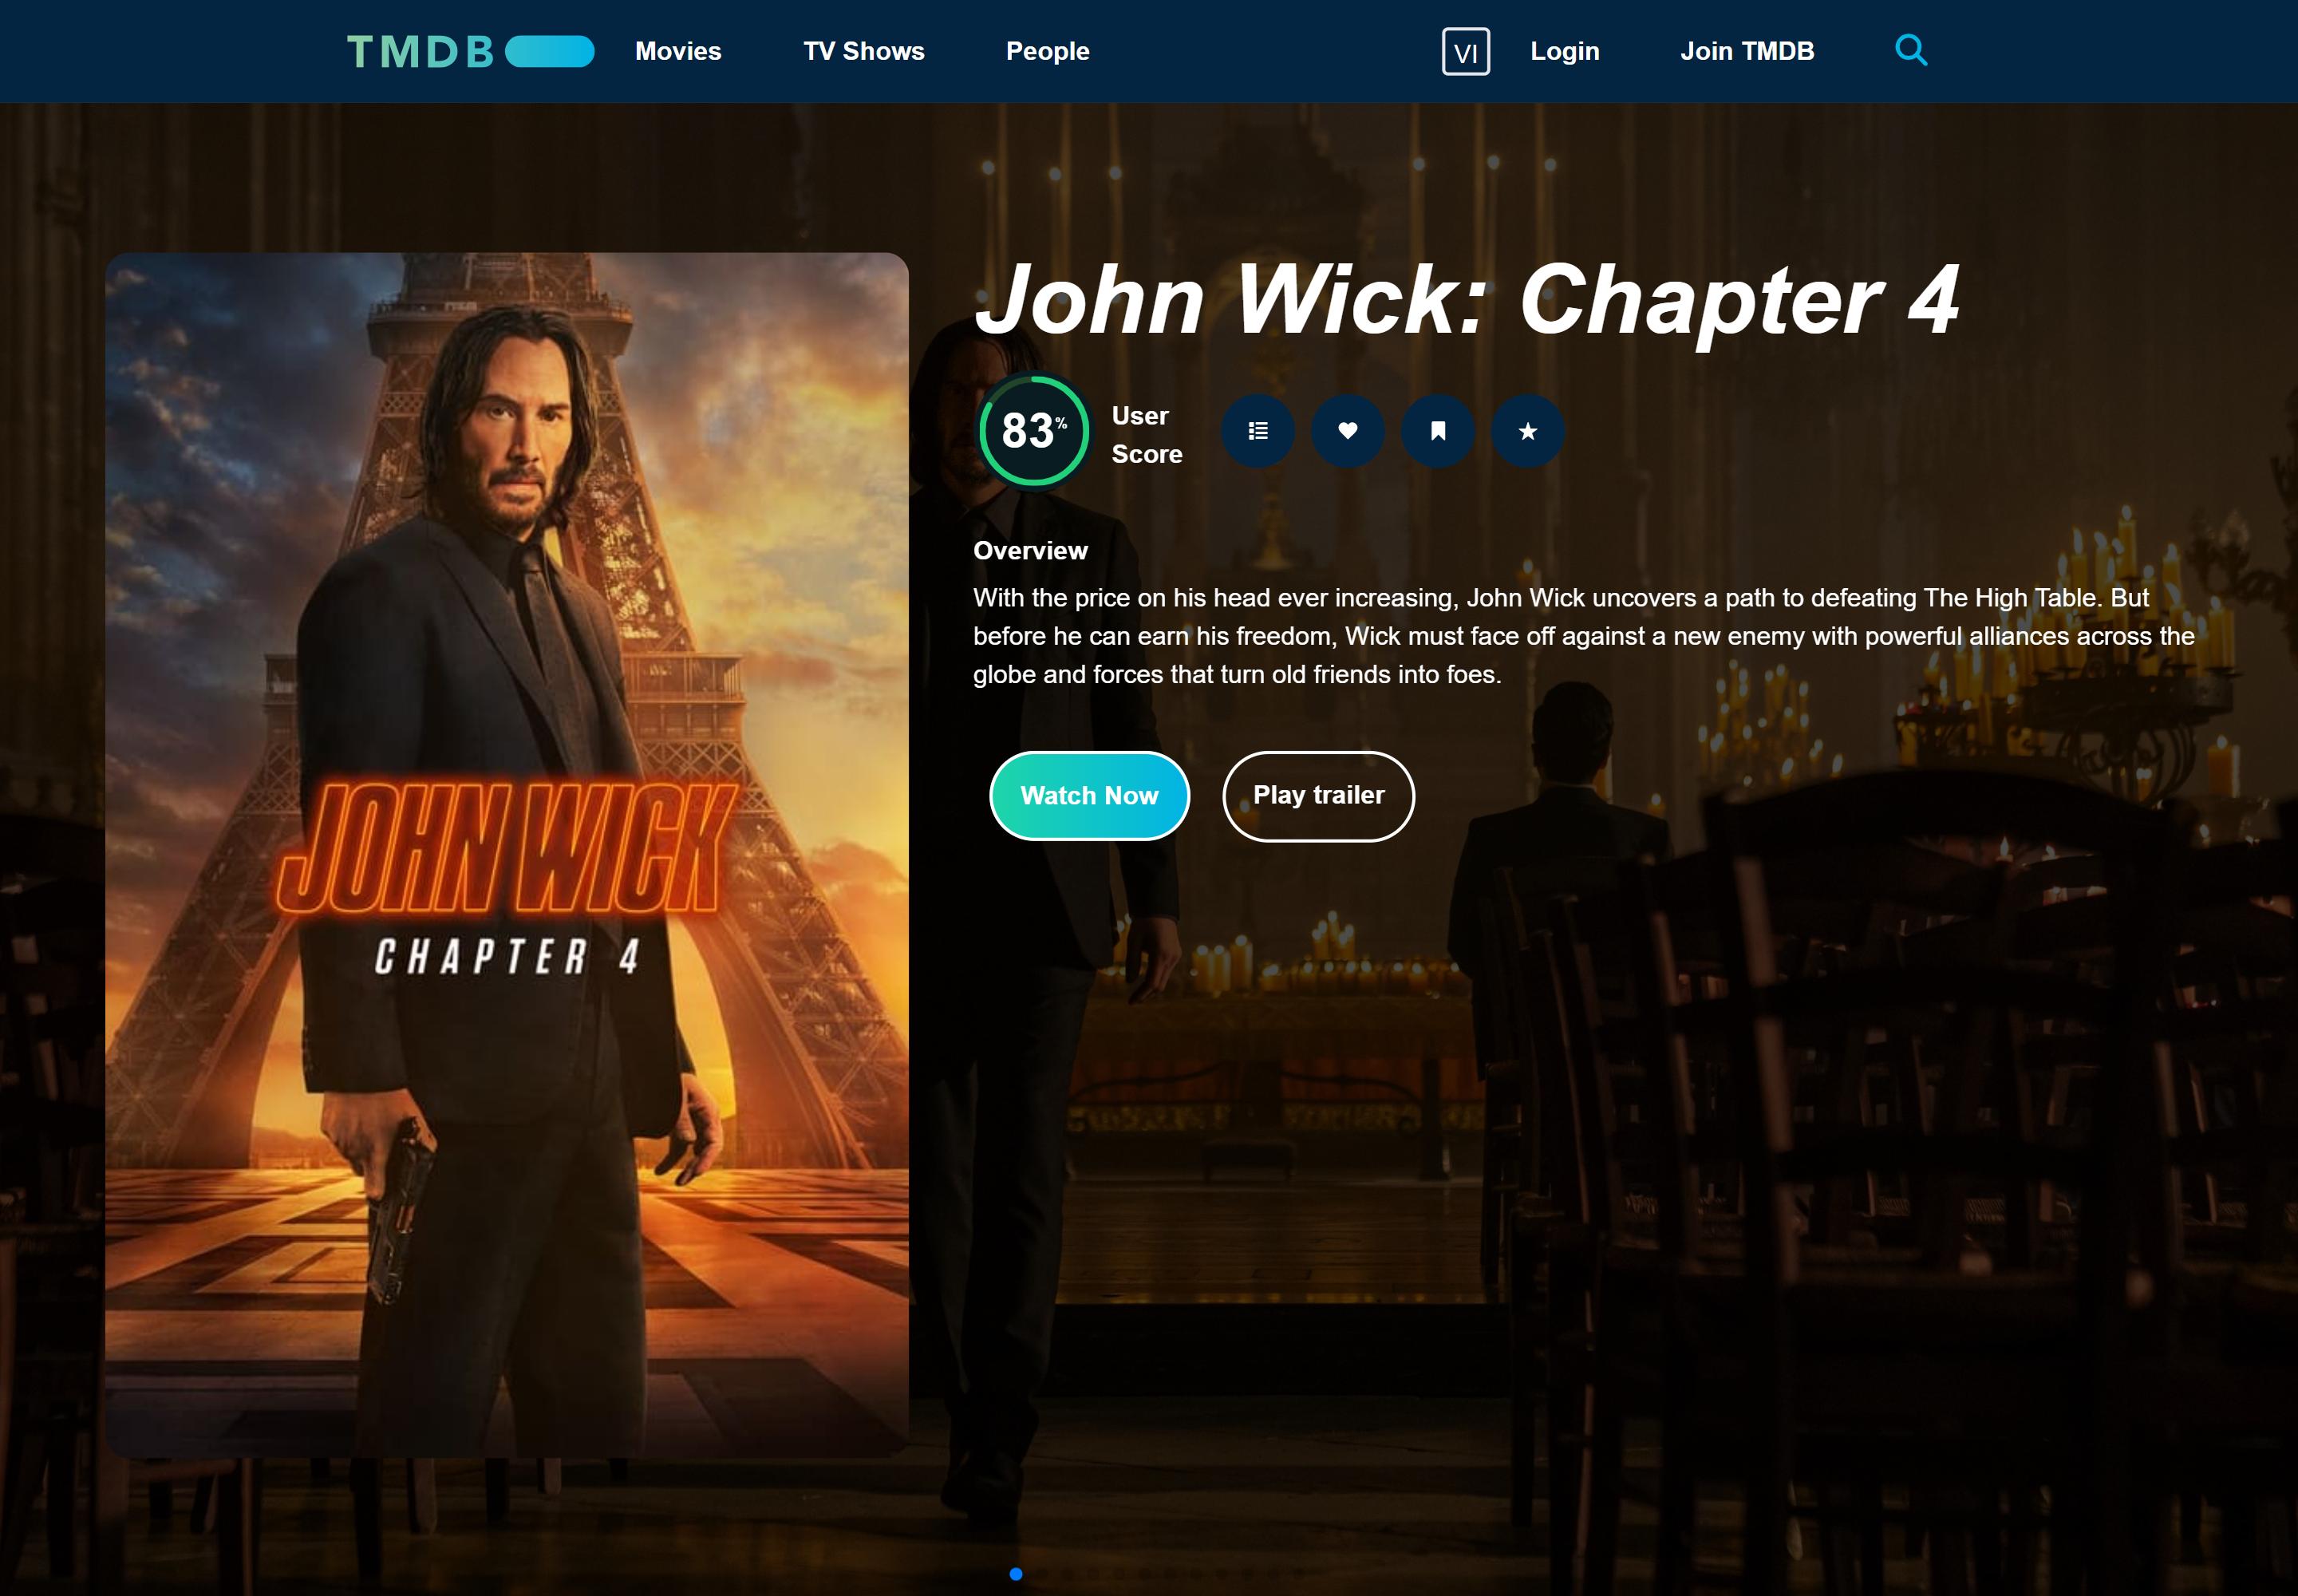 TMDB
Movies
TV Shows
People
VI
Login
Join TMDB
John Wick: Chapter 4
83%
User
Score
Overview
With the price on his head ever increasing, John Wick uncovers a path to defeating The High Table. But
before he can earn his freedom, Wick must face off against a new enemy with powerful alliances across the
globe and forces that turn old friends into foes.
Watch Now
Play trailer
JOHN WICK
CHAPTER 4